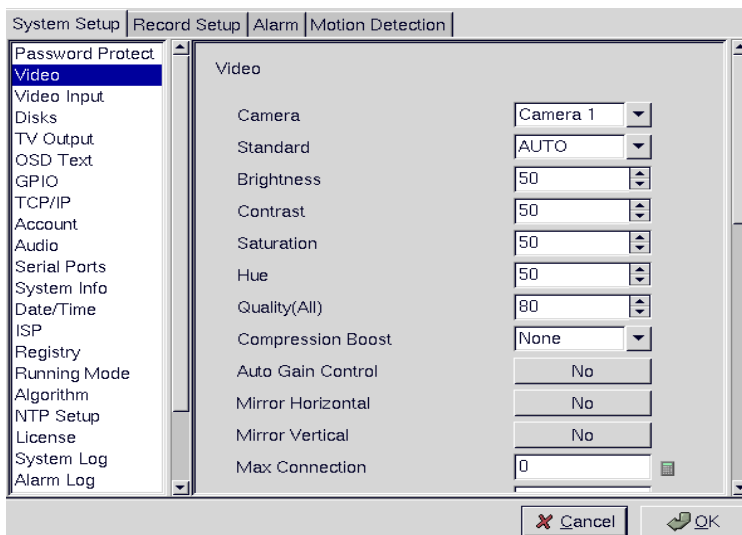 System Setup Record Setup Alarm Motion Detection
Password Protect
Video
Video Input
Disks
TV Output
OSD Text
GPIO
TCP/IP
Account
Audio
Serial Ports
System Info
Date/Time
ISP
Registry
Running Mode
Algorithm
NTP Setup
License
System Log
Alarm Log
Video
Camera Camera 1
Standard AUTO
Brightness 50
Contrast 50
Saturation 50
Hue 50
Quality(All) 80
Compression Boost None
Auto Gain Control No
Mirror Horizontal No
Mirror Vertical No
Max Connection 0
Cancel OK